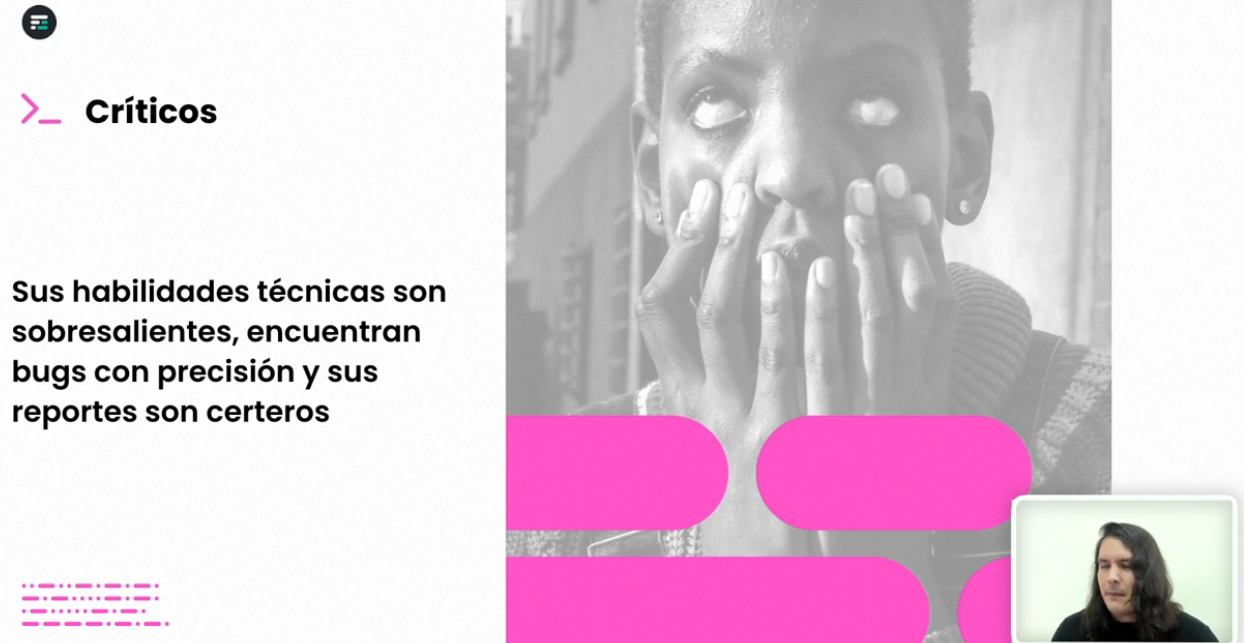 Críticos
Sus habilidades técnicas son
sobresalientes, encuentran
bugs con precisión y sus
reportes son certeros